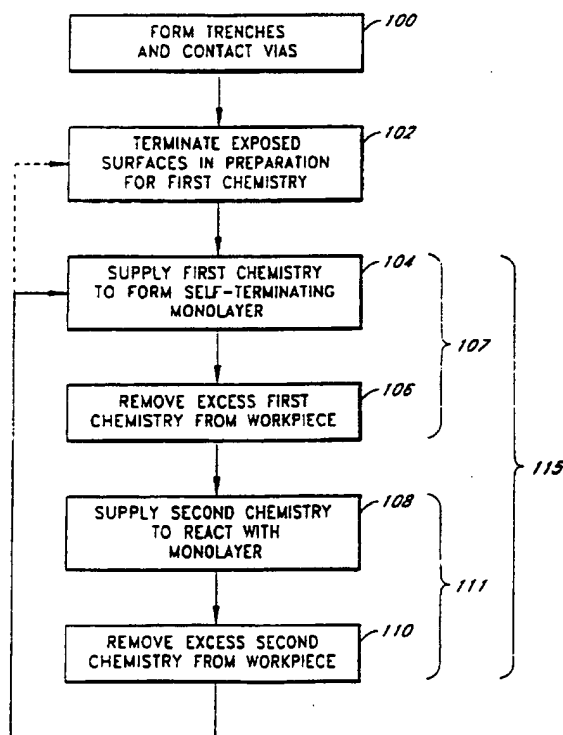 100
FORM TRENCHES
AND CONTACT VIAS
102
TERMINATE EXPOSED
SURFACES IN PREPARATION
FOR FIRST CHEMISTRY
104
SUPPLY FIRST CHEMISTRY
TO FORM SELF-TERMINATING
MONOLAYER
107
106
REMOVE EXCESS FIRST
CHEMISTRY FROM WORKPIECE
115
108
SUPPLY SECOND CHEMISTRY
TO REACT WITH
MONOLAYER
111
110
REMOVE EXCESS SECOND
CHEMISTRY FROM WORKPIECE